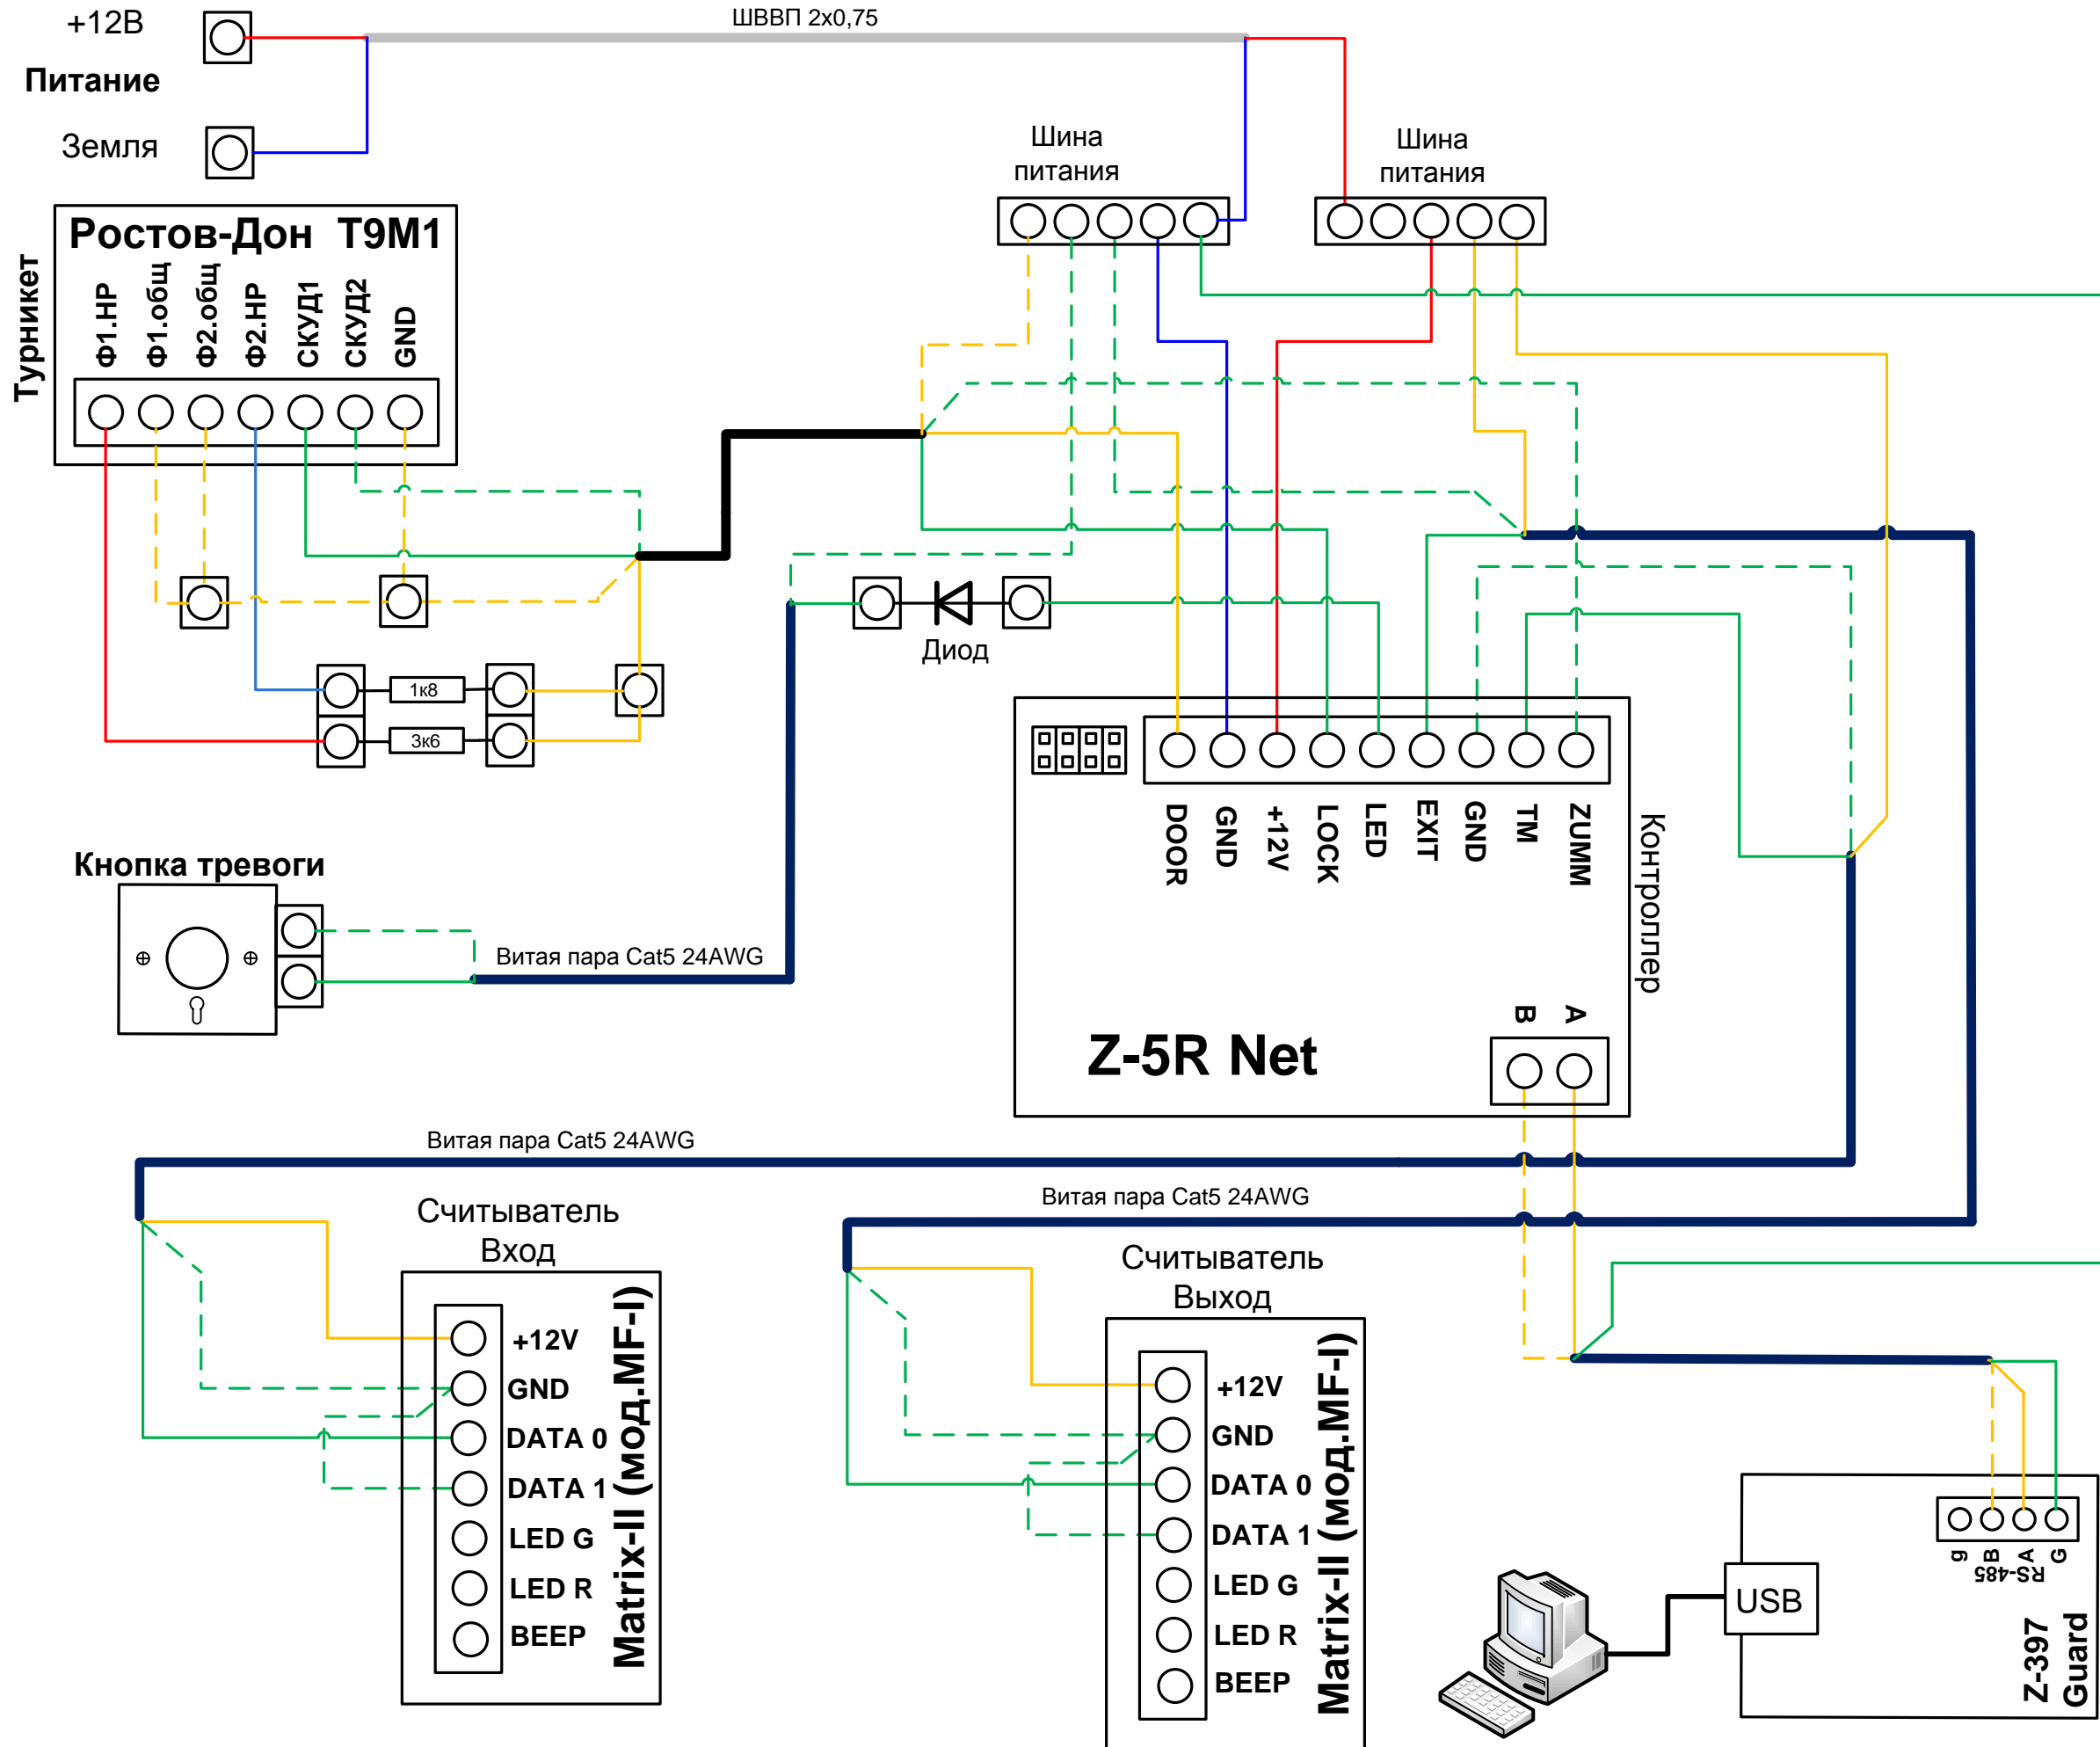 +12В
ШВВП 2х0,75
Питание
Земля
Шина
питания
Шина
питания
Турникет
Ростов-Дон Т9М1
Ф1.НР
Ф1.общ
Ф2.общ
Ф2.НР
СКУД1
СКУД2
GND
Диод
1к8
3к6
DOOR
GND
+12V
LOCK
LED
EXIT
GND
TM
ZUMM
Контроллер
B
A
Z-5R Net
Кнопка тревоги
Витая пара Cat5 24AWG
Витая пара Cat5 24AWG
Витая пара Cat5 24AWG
Считыватель
Вход
+12V
GND
DATA 0
DATA 1
LED G
LED R
BEEP
Matrix-II (мод.MF-I)
Считыватель
Выход
+12V
GND
DATA 0
DATA 1
LED G
LED R
BEEP
Matrix-II (мод.MF-I)
g
B
A
G
RS-485
USB
Z-397
Guard